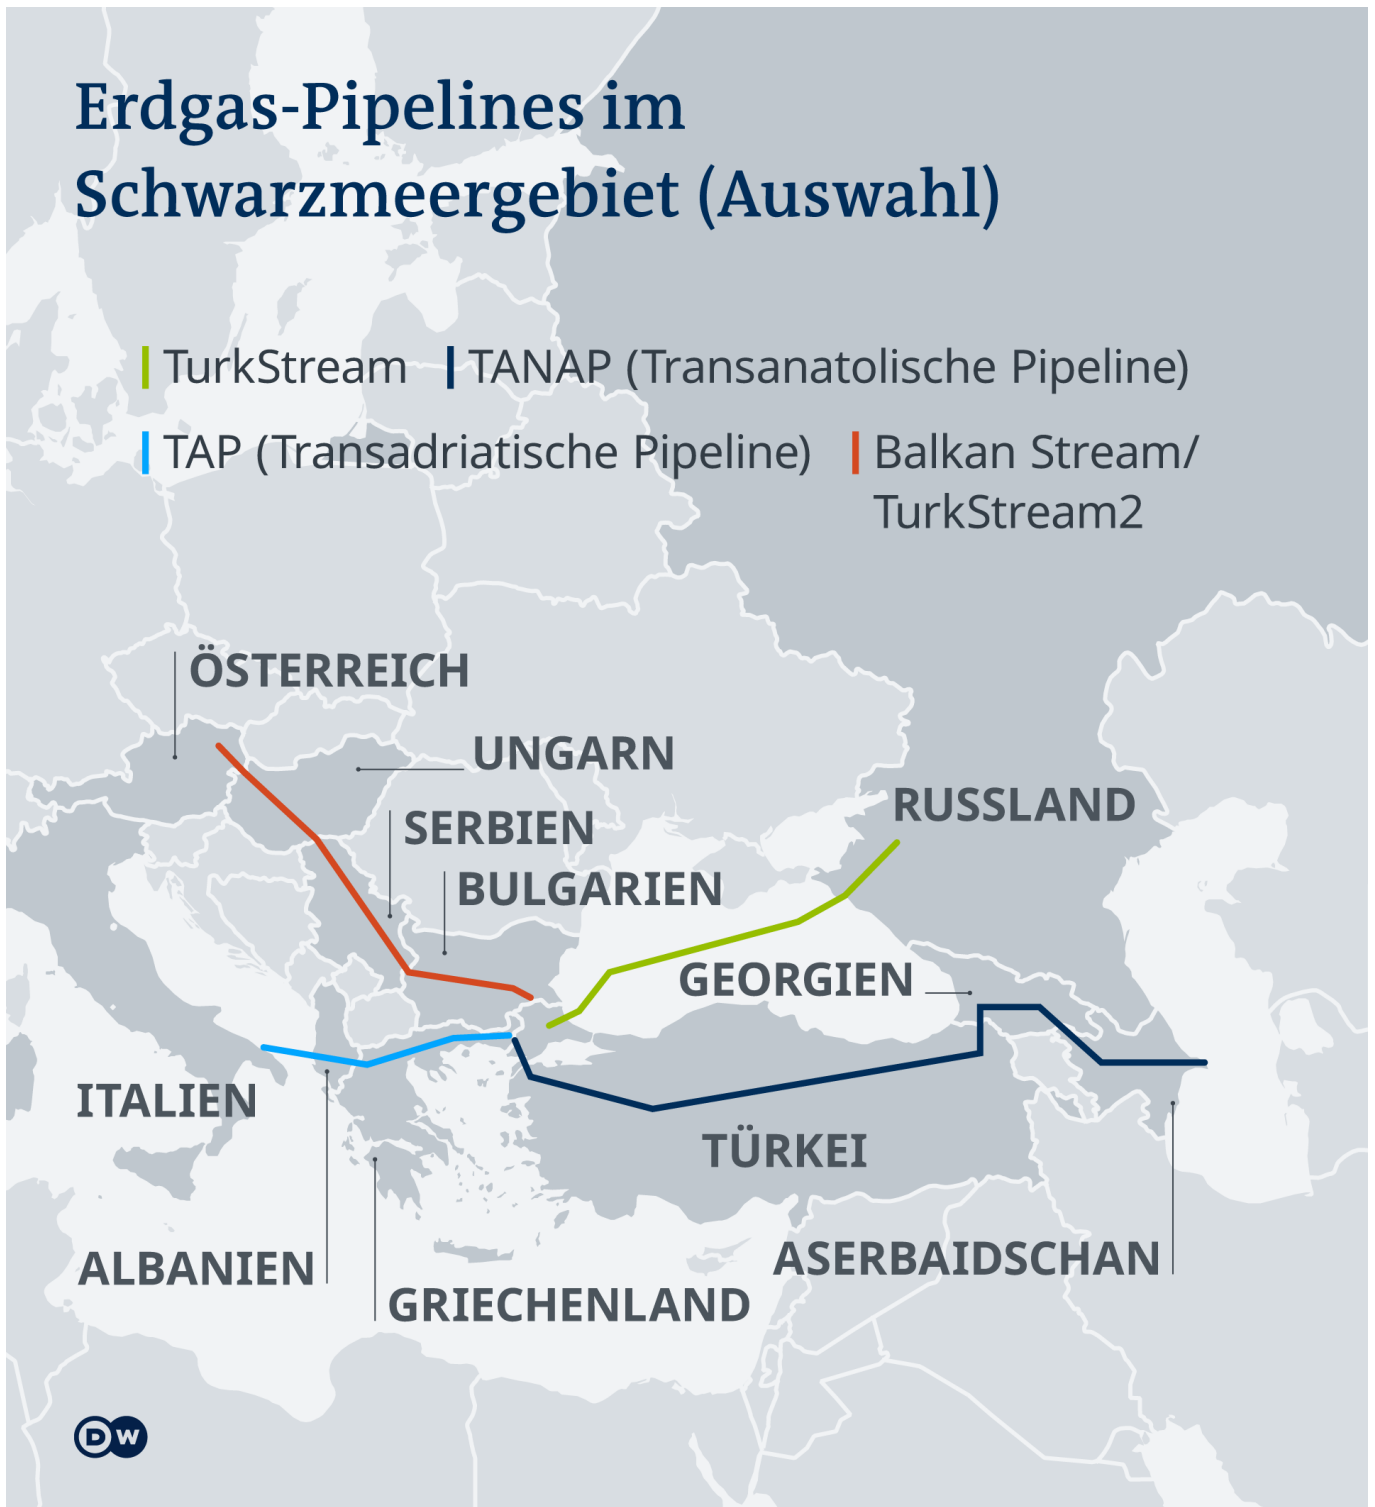 Erdgas-Pipelines im
Schwarzmeergebiet (Auswahl)
TurkStream
TANAP (Transanatolische Pipeline)
TAP (Transadriatische Pipeline)
Balkan Stream/
TurkStream2
ÖSTERREICH
UNGARN
SERBIEN
BULGARIEN
RUSSLAND
GEORGIEN
ITALIEN
TÜRKEI
ALBANIEN
GRIECHENLAND
ASERBAIDSCHAN
DW